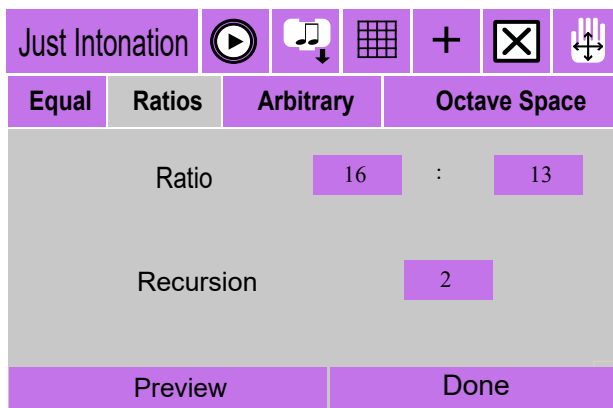 Just Intonation +
Equal Ratios Arbitrary Octave Space
Ratio 16 : 13
Recursion 2
Preview Done